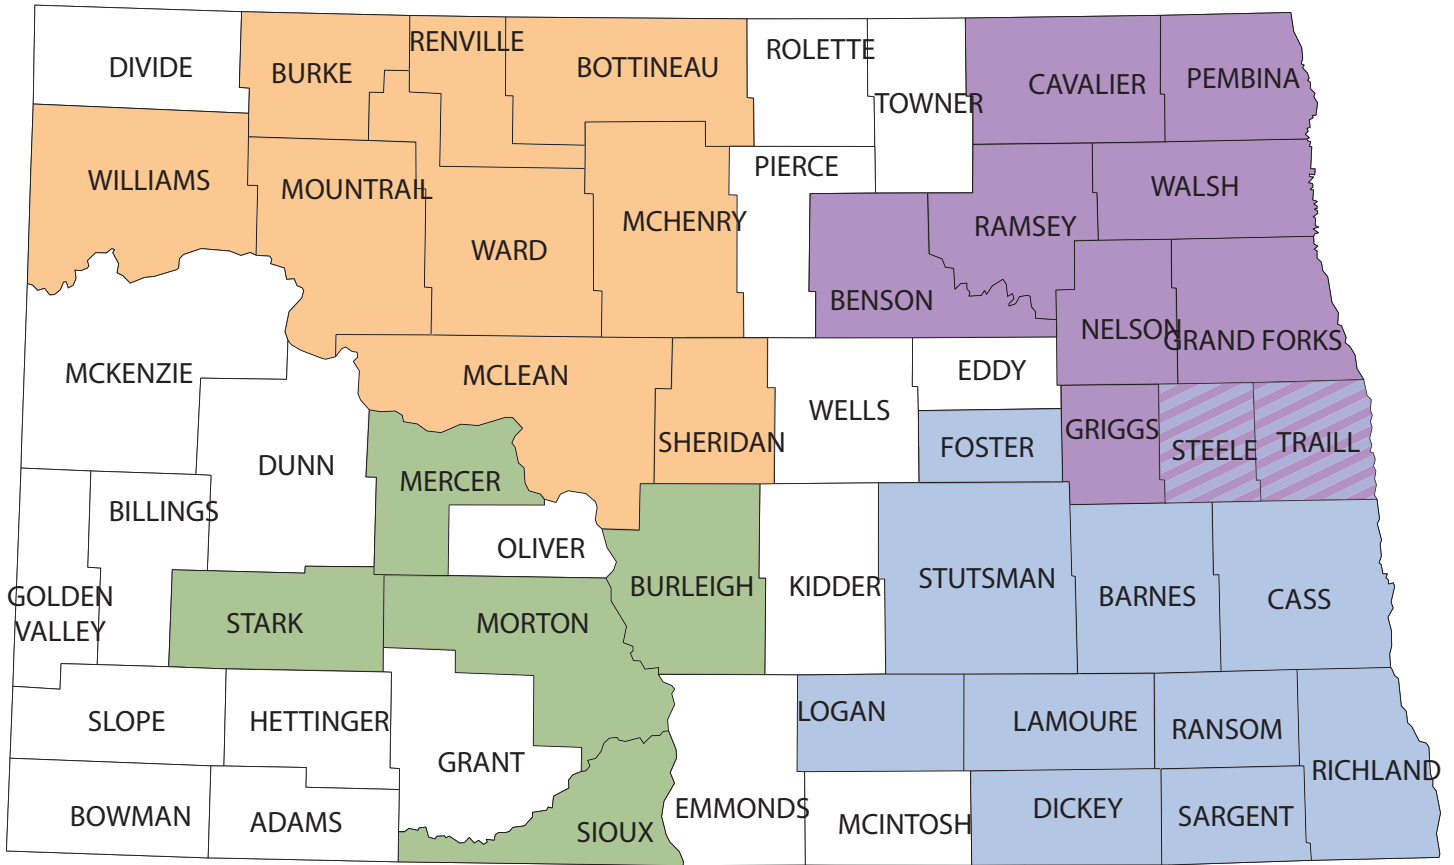 DIVIDE
BURKE
RENVILLE
BOTTINEAU
ROLETTE
TOWNER
CAVALIER
PEMBINA
WILLIAMS
MOUNTRAIL
WARD
MCHENRY
PIERCE
BENSON
RAMSEY
WALSH
NELSON
GRAND FORKS
MCKENZIE
DUNN
MCLEAN
SHERIDAN
WELLS
EDDY
FOSTER
GRIGGS
STEELE
TRAILL
MERCER
OLIVER
BILLINGS
GOLDEN
VALLEY
STARK
MORTON
BURLEIGH
KIDDER
STUTSMAN
BARNES
CASS
SLOPE
HETTINGER
GRANT
LOGAN
LAMOURE
RANSOM
RICHLAND
BOWMAN
ADAMS
SIOUX
EMMONDS
MCINTOSH
DICKEY
SARGENT